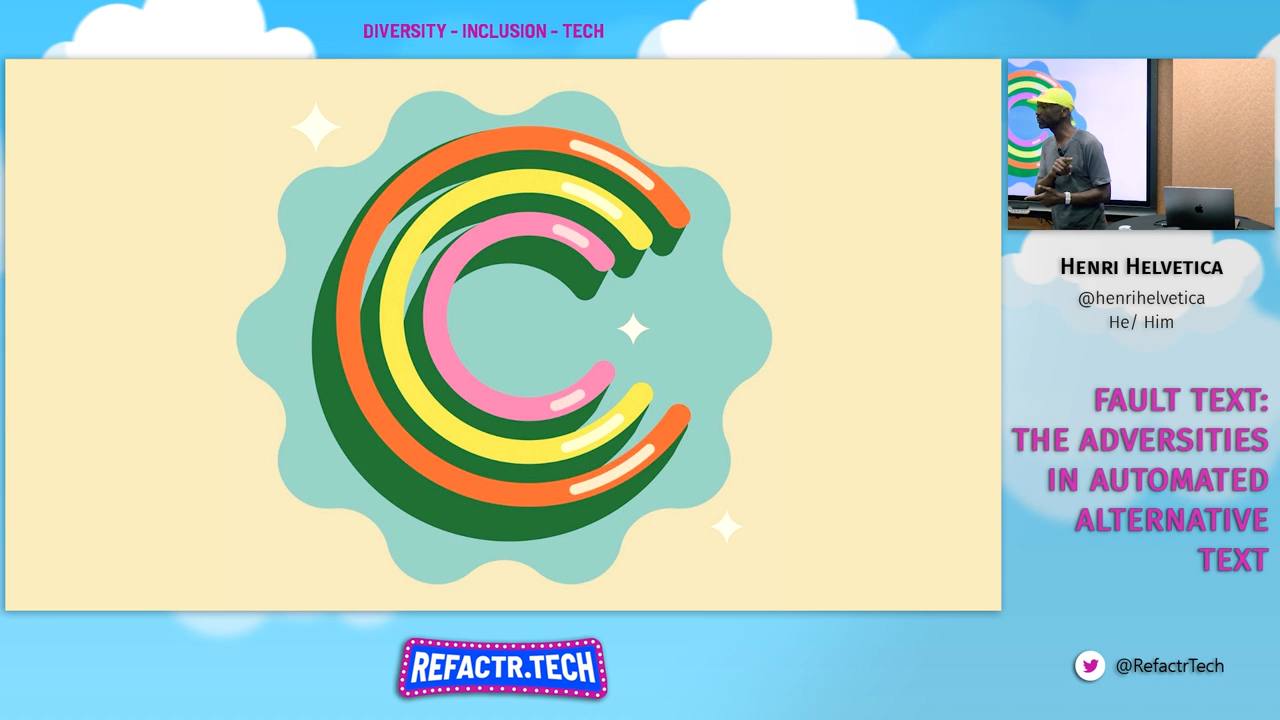 DIVERSITY - INCLUSION - TECH
C
Henri Helvetica
@henrihelvetica
He/ Him
FAULT TEXT:
THE ADVERSITIES
IN AUTOMATED
ALTERNATIVE
TEXT
REFACTR.TECH
@RefactrTech